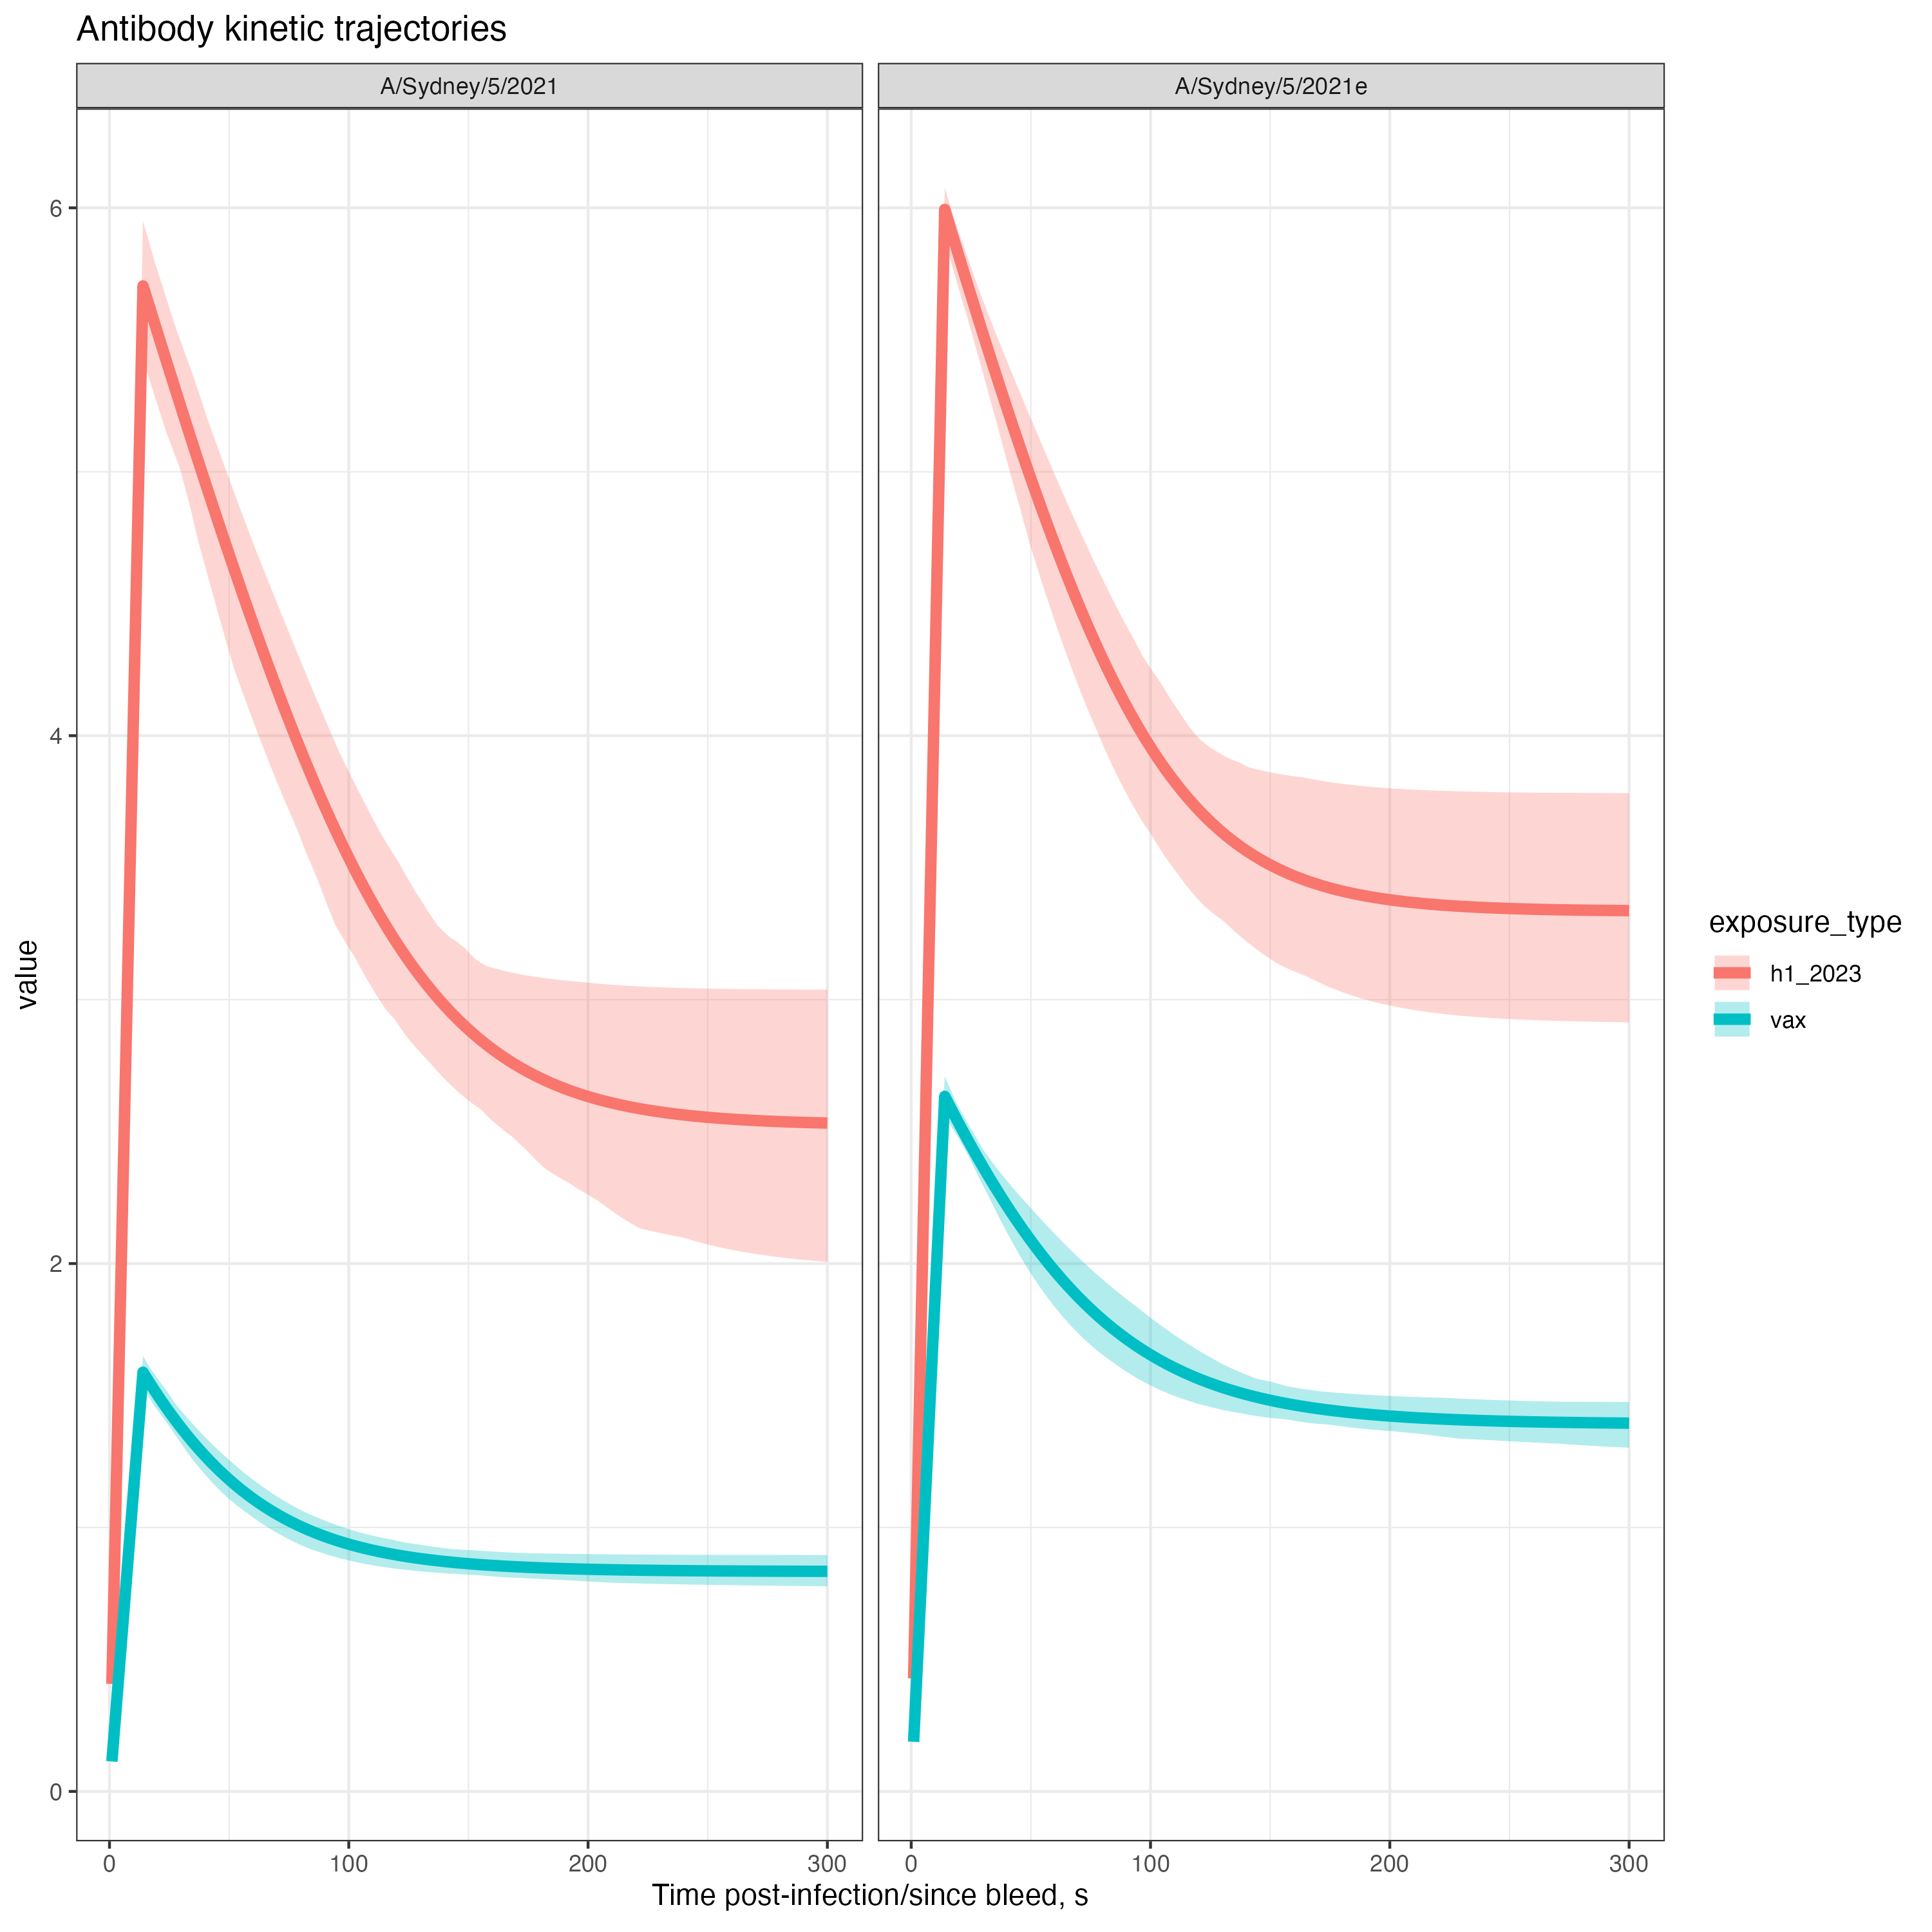 Antibody kinetic trajectories
A/Sydney/5/2021
A/Sydney/5/2021e
6
4
2
0
value
0 100 200 300
0 100 200 300
Time post-infection/since bleed, s
exposure_type
h1_2023
vax